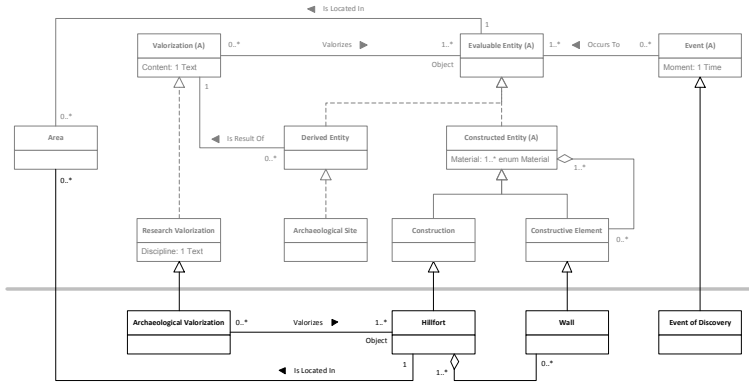 ◄ Is Located In
1
Valorization (A)
Content: 1 Text
0..*
Valorizes ►
1..*
Object
Evaluable Entity (A)
1..*
◄ Occurs To
0..*
Event (A)
Moment: 1 Time
1
0..*
Area
0..*
◄ Is Result Of
0..*
Derived Entity
Constructed Entity (A)
Material: 1..* enum Material
1..*
0..*
Research Valorization
Discipline: 1 Text
Archaeological Site
Construction
Constructive Element
Archaeological Valorization
0..*
Valorizes ►
1..*
Object
Hillfort
Wall
Event of Discovery
1
1..*
0..*
◄ Is Located In